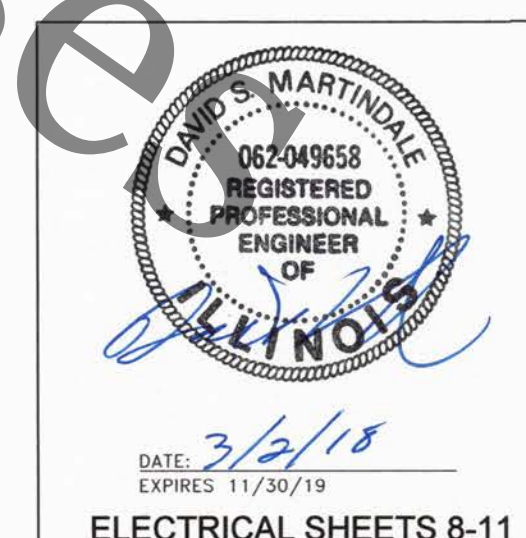 DAVID S. MARTINDALE
062-049658
REGISTERED
PROFESSIONAL
ENGINEER
OF
ILLINOIS
DATE: 3/2/18
EXPIRES 11/30/19
ELECTRICAL SHEETS 8-11